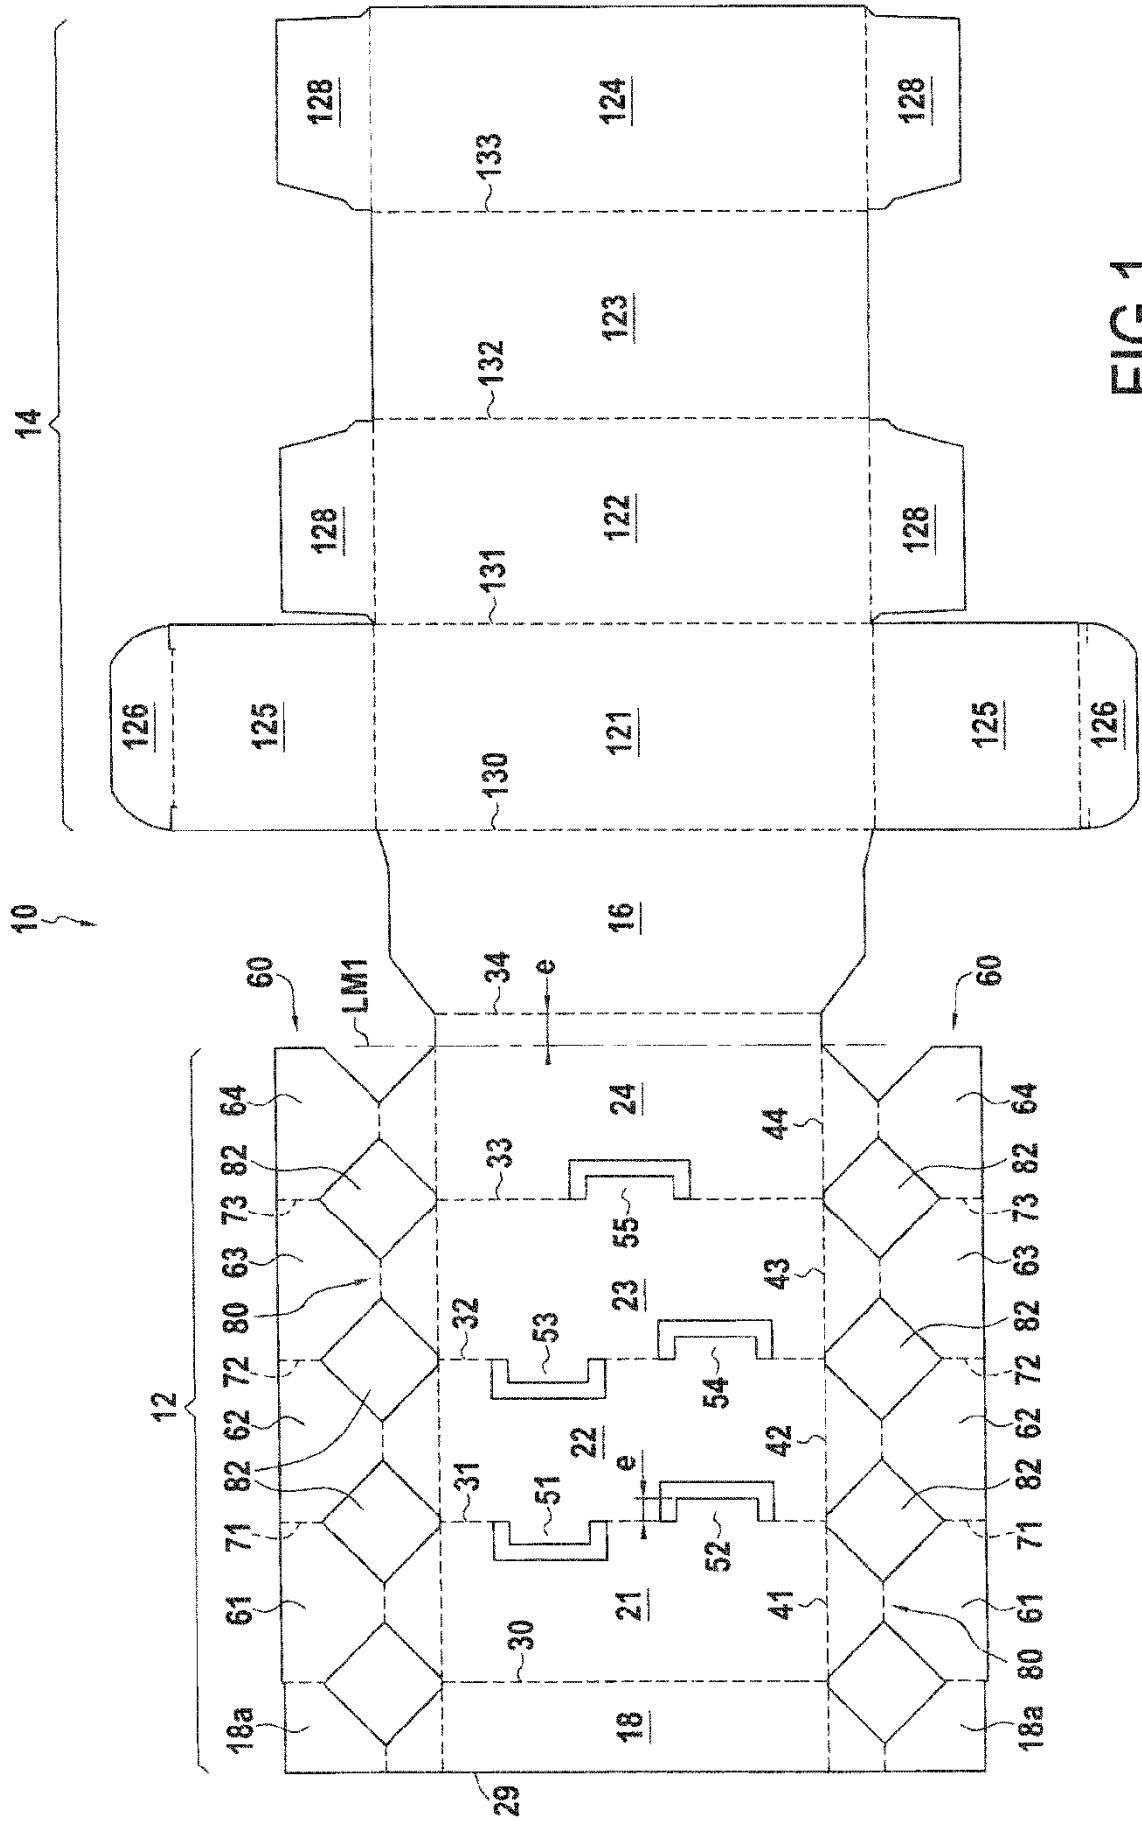 10 14
126
12
18a 61 71 82 62 72 80 63 73 82 64 60 125
LM1 128 128
29 30 31 32 33 34 130 131 132 133
51 53 e
18 21 22 e 23 55 24 16 121 122 123 124
52 54
41 42 43 44
128 128
60 125
18a 80 61 71 82 62 72 82 63 73 82 64
126
FIG.1